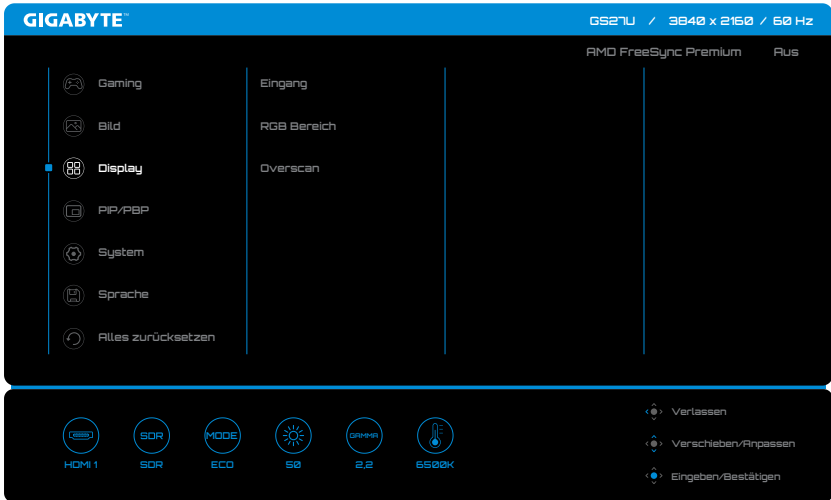 GIGABYTE™
GS27U / 3840 x 2160 / 60 Hz
AMD FreeSync Premium Aus
Gaming
Bild
Display
PIP/PBP
System
Sprache
Alles zurücksetzen
Eingang
RGB Bereich
Overscan
SDR
MODE
GAMMA
HDMI 1
SDR
ECO
50
2,2
6500K
Verlassen
Verschieben/Anpassen
Eingeben/Bestätigen